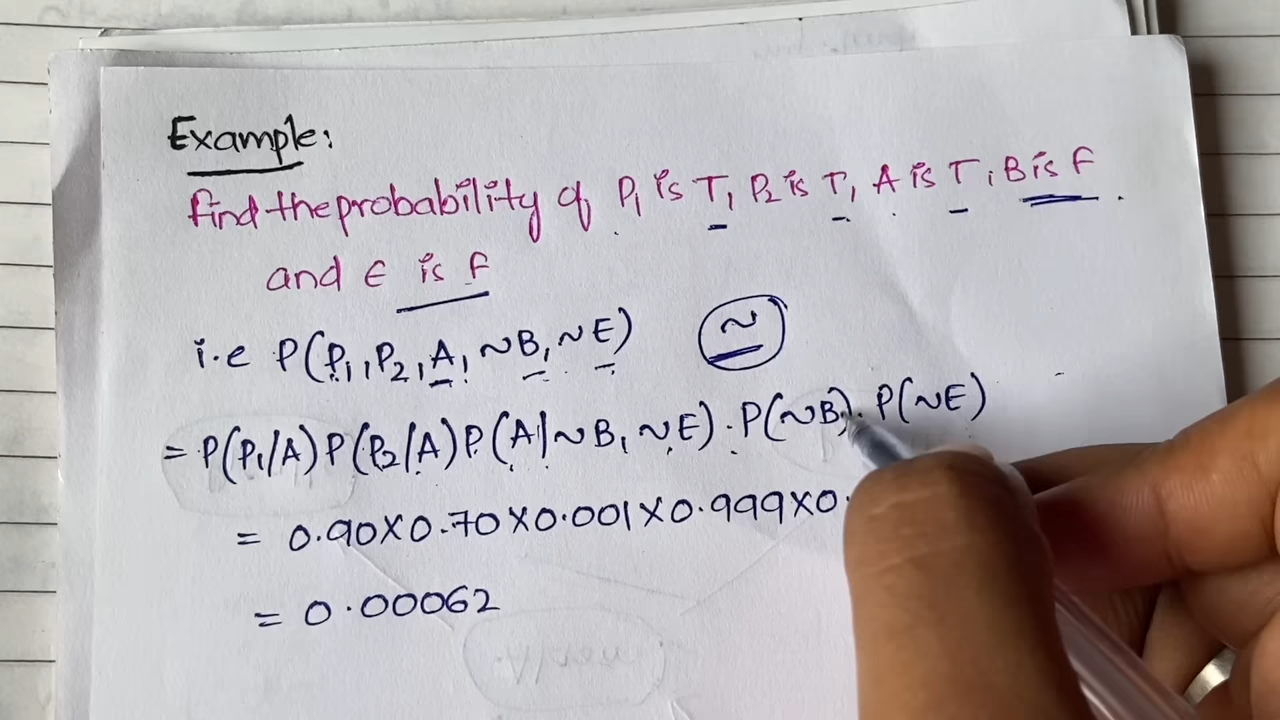 Example:
find the probability of P₁ is T, P₂ is T, A is T, B is F
and E is F
i.e P(P₁, P₂, A, ~B, ~E) ~
= P(P₁/A) P(P₂/A) P(A|~B, ~E) . P(~B) . P(~E)
= 0.90 X 0.70 X 0.001 X 0.999 X 0.
= 0.00062